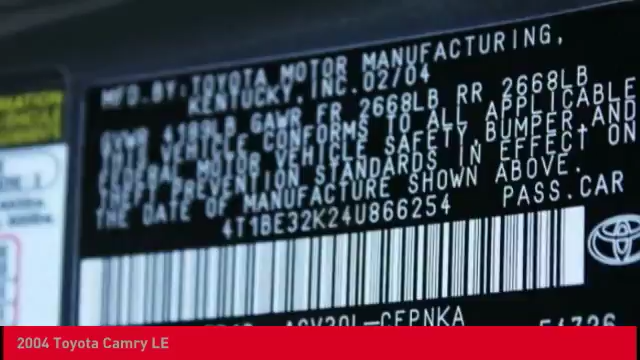 MFD.BY:TOYOTA MOTOR MANUFACTURING,
KENTUCKY,INC.02/04
GVWR 4189LB GAWR FR 2668LB RR 2668LB
THIS VEHICLE CONFORMS TO ALL APPLICABLE
FEDERAL MOTOR VEHICLE SAFETY,BUMPER,AND
THEFT PREVENTION STANDARDS IN EFFECT ON
THE DATE OF MANUFACTURE SHOWN ABOVE.
4T1BE32K24U866254 PASS.CAR
2004 Toyota Camry LE